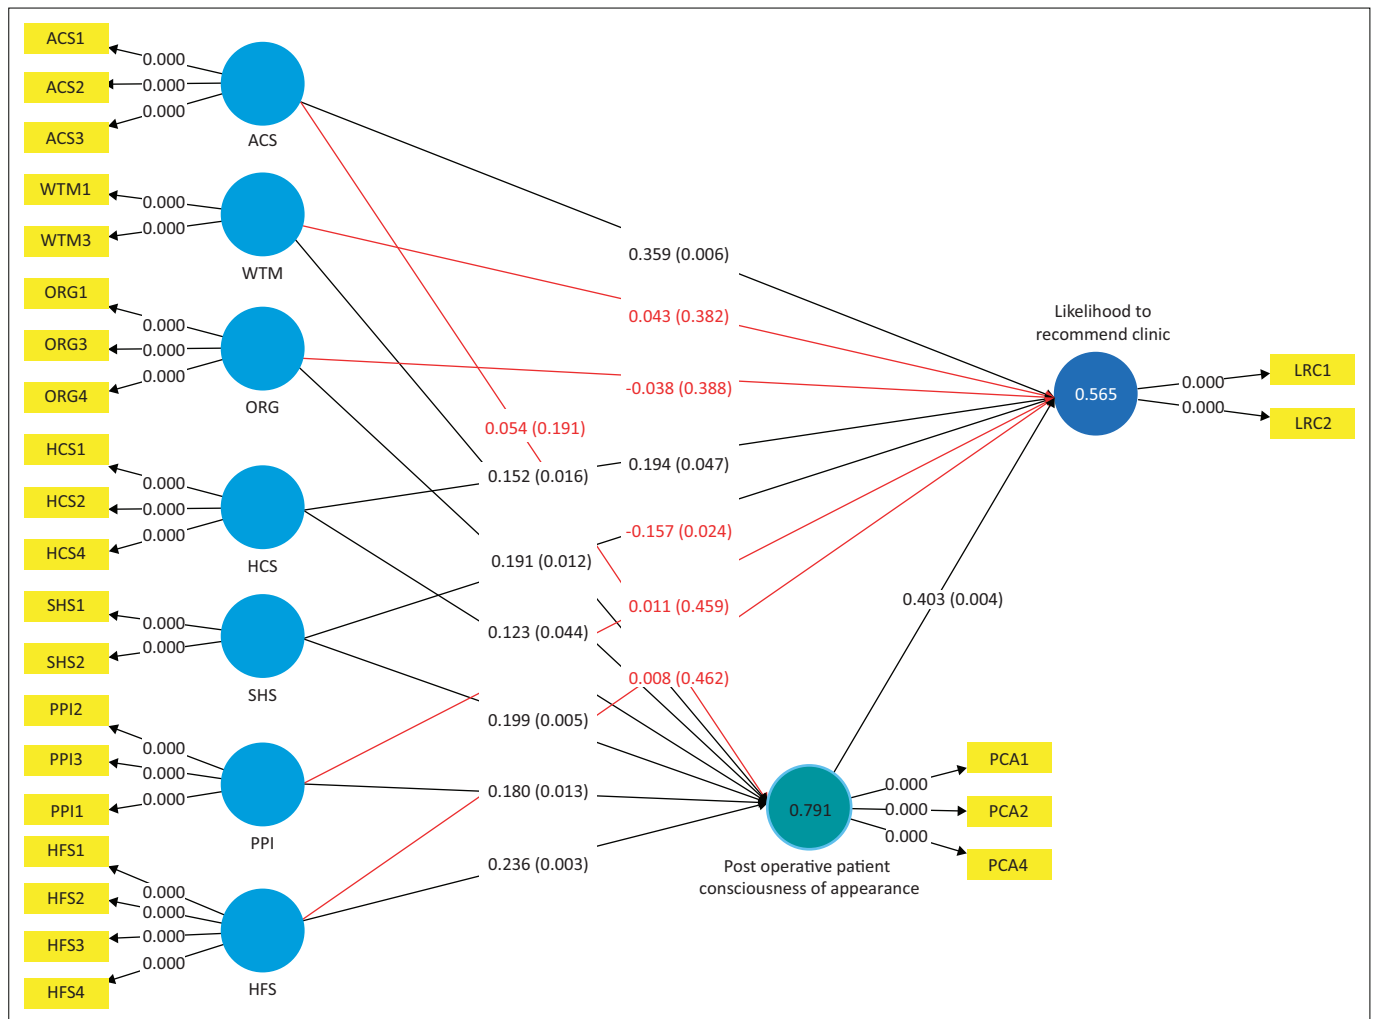 ACS1
ACS2
ACS3
0.000
0.000
0.000
ACS
WTM1
WTM3
0.000
0.000
WTM
ORG1
ORG3
ORG4
0.000
0.000
0.000
ORG
HCS1
HCS2
HCS4
0.000
0.000
0.000
HCS
SHS1
SHS2
0.000
0.000
SHS
PPI2
PPI3
PPI1
0.000
0.000
0.000
PPI
HFS1
HFS2
HFS3
HFS4
0.000
0.000
0.000
0.000
HFS
0.054 (0.191)
0.152 (0.016)
0.191 (0.012)
0.123 (0.044)
0.199 (0.005)
0.180 (0.013)
0.236 (0.003)
0.359 (0.006)
0.043 (0.382)
-0.038 (0.388)
0.194 (0.047)
-0.157 (0.024)
0.011 (0.459)
0.008 (0.462)
0.403 (0.004)
Likelihood to
recommend clinic
0.565
0.000
0.000
LRC1
LRC2
0.791
Post operative patient
consciousness of appearance
0.000
0.000
0.000
PCA1
PCA2
PCA4